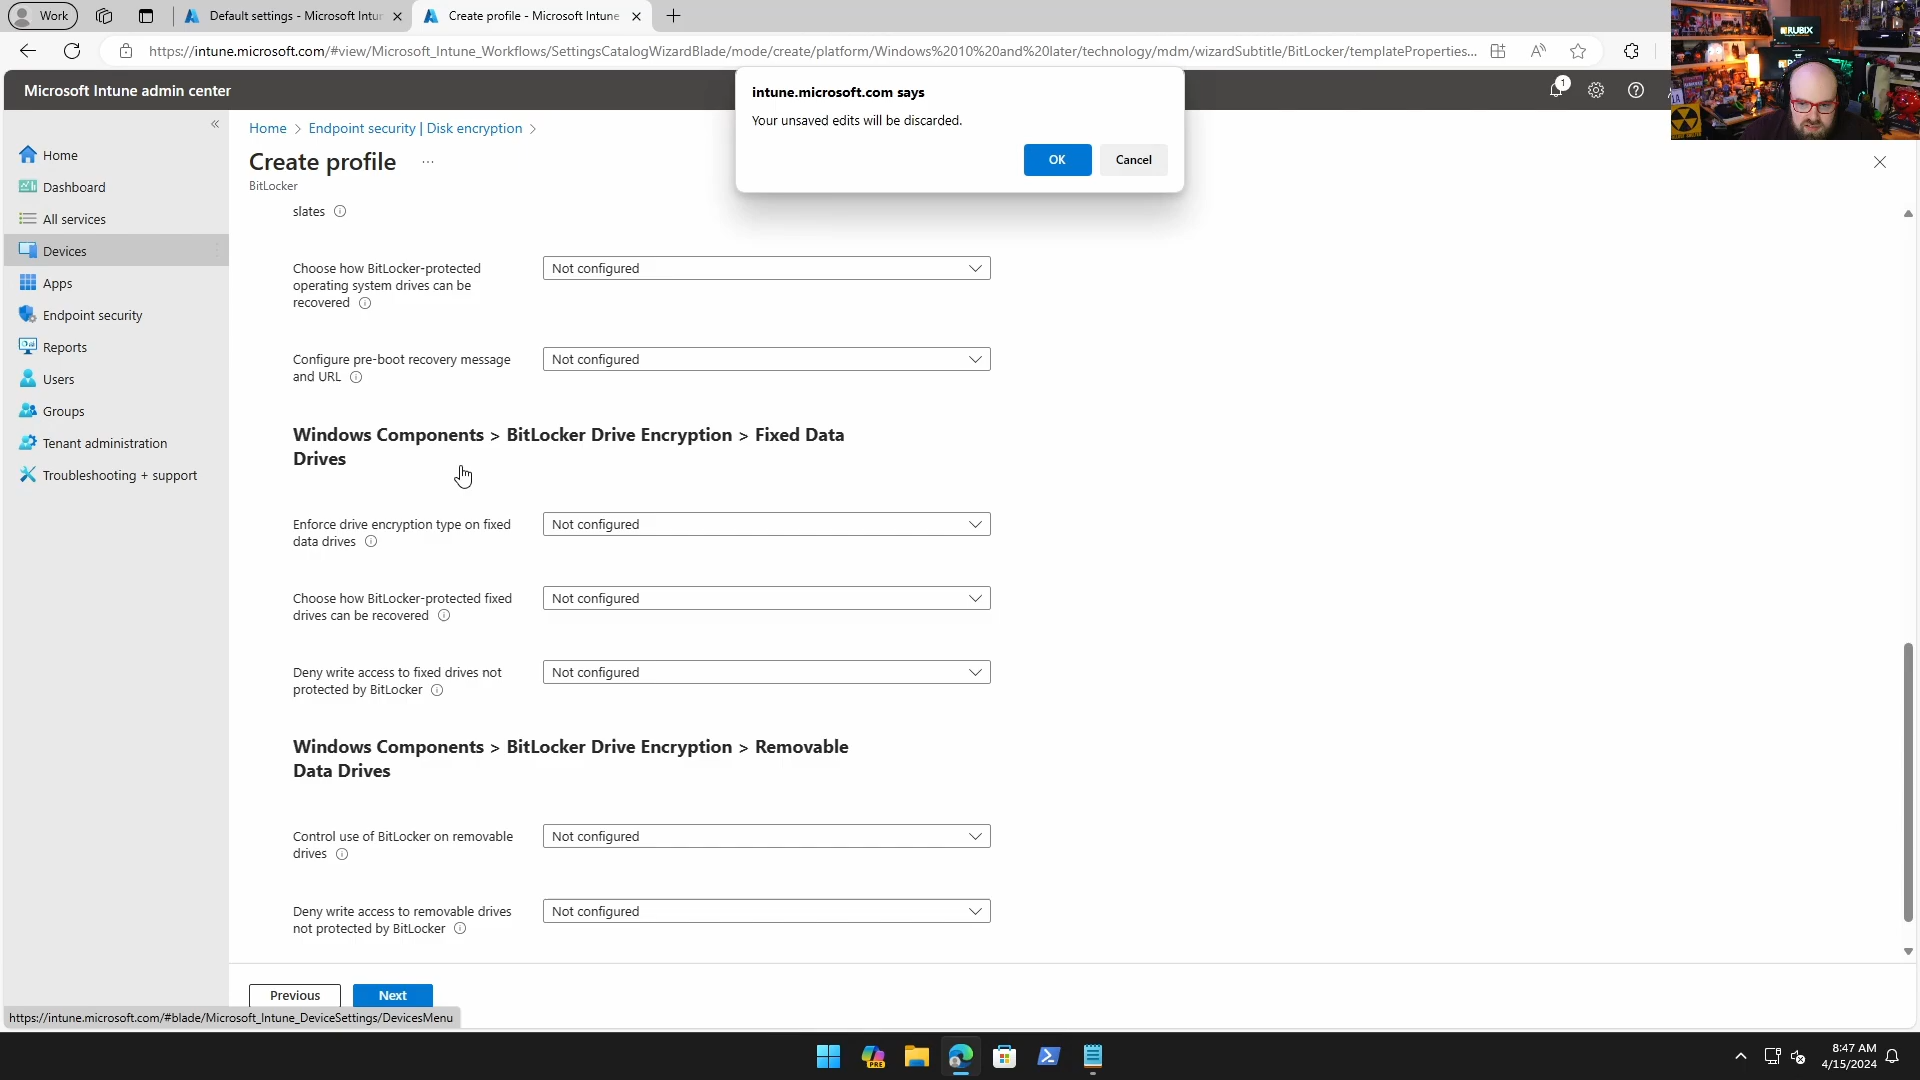 Work
Default settings - Microsoft Intun
Create profile - Microsoft Intune
https://intune.microsoft.com/#view/Microsoft_Intune_Workflows/SettingsCatalogWizardBlade/mode/create/platform/Windows%2010%20and%20later/technology/mdm/wizardSubtitle/BitLocker/templateProperties...
RUBIX
Microsoft Intune admin center
1
intune.microsoft.com says
Your unsaved edits will be discarded.
OK
Cancel
Home
Dashboard
All services
Devices
Apps
Endpoint security
Reports
Users
Groups
Tenant administration
Troubleshooting + support
Home > Endpoint security | Disk encryption >
Create profile ...
BitLocker
slates
Choose how BitLocker-protected
operating system drives can be
recovered
Not configured
Configure pre-boot recovery message
and URL
Not configured
Windows Components > BitLocker Drive Encryption > Fixed Data
Drives
Enforce drive encryption type on fixed
data drives
Not configured
Choose how BitLocker-protected fixed
drives can be recovered
Not configured
Deny write access to fixed drives not
protected by BitLocker
Not configured
Windows Components > BitLocker Drive Encryption > Removable
Data Drives
Control use of BitLocker on removable
drives
Not configured
Deny write access to removable drives
not protected by BitLocker
Not configured
Previous
Next
https://intune.microsoft.com/#blade/Microsoft_Intune_DeviceSettings/DevicesMenu
PRE
8:47 AM
4/15/2024